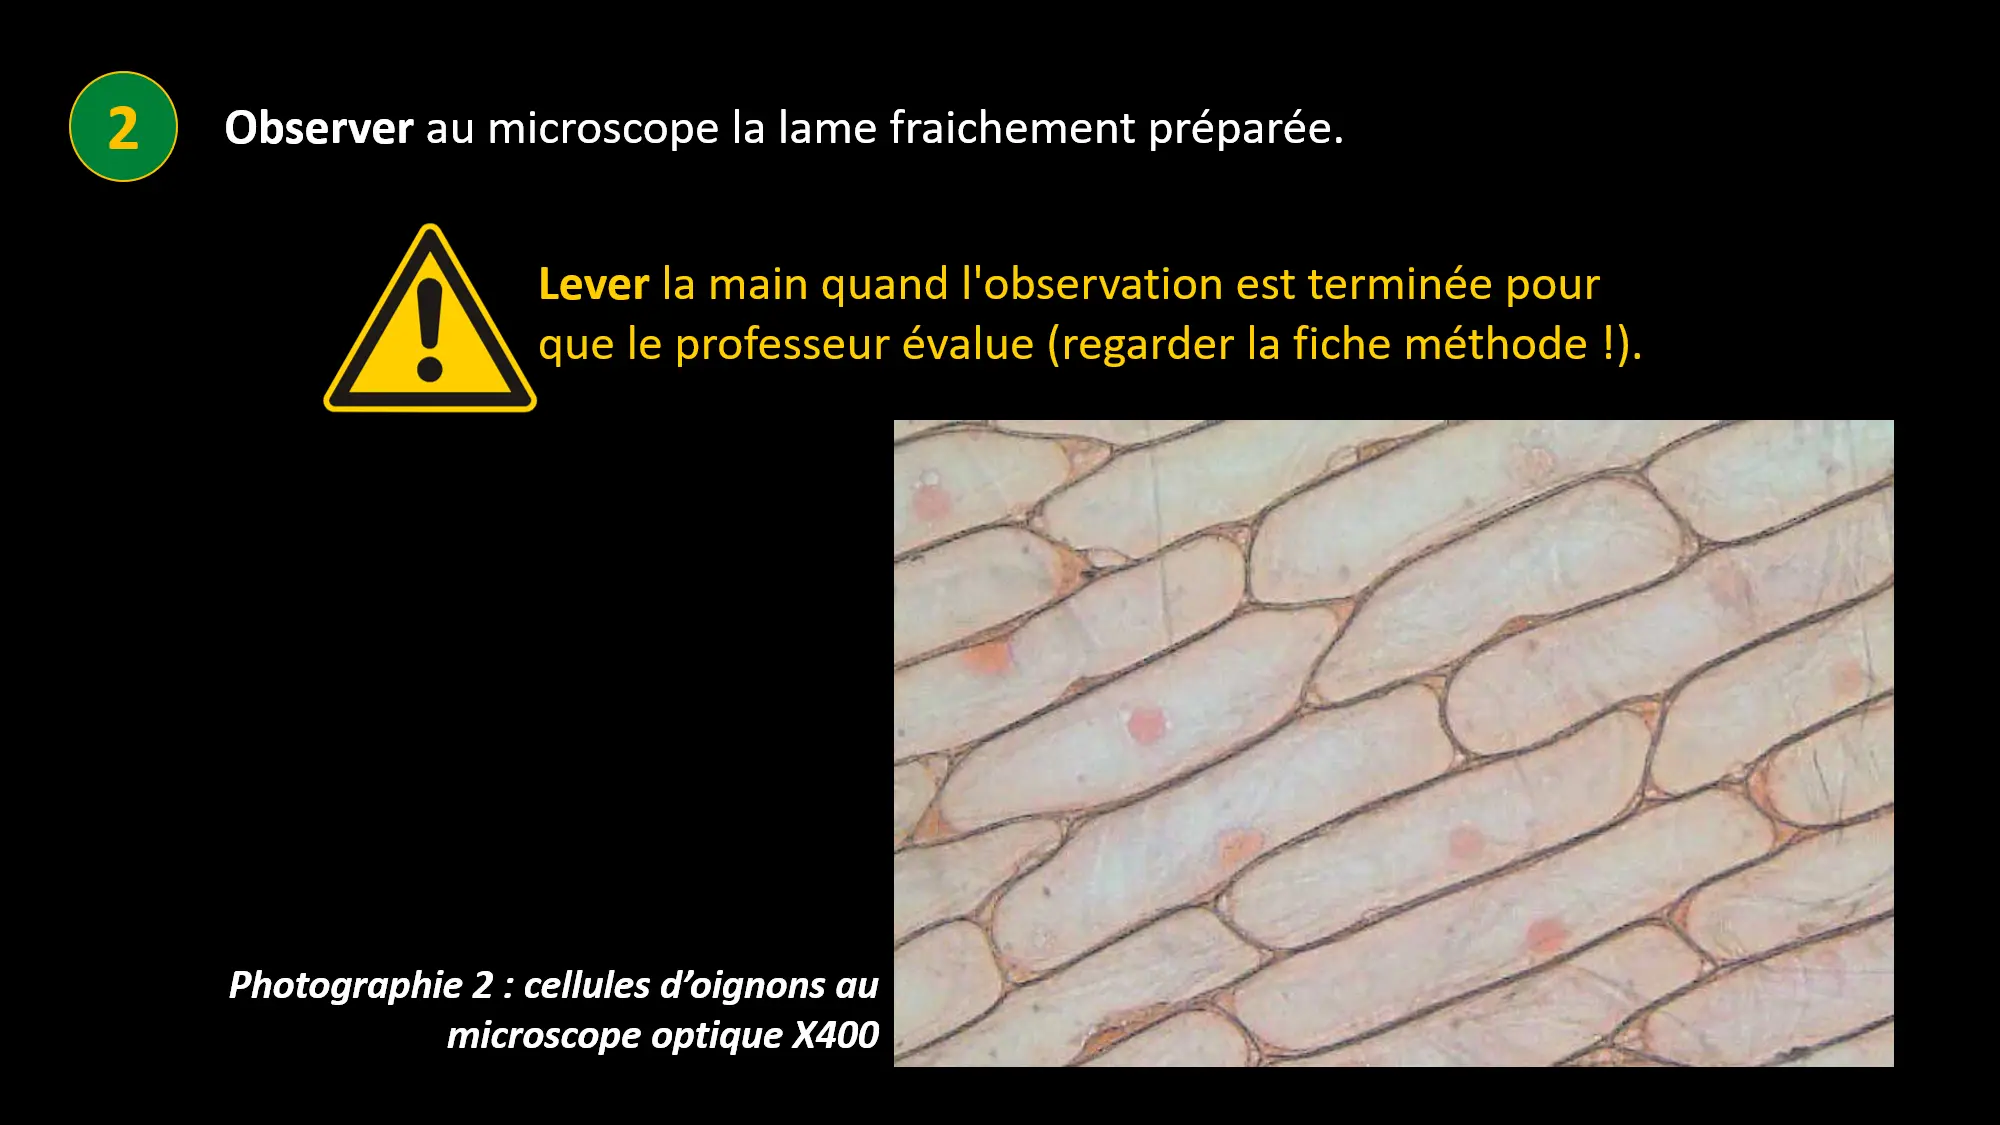 2
Observer au microscope la lame fraichement préparée.
Lever la main quand l'observation est terminée pour
que le professeur évalue (regarder la fiche méthode !).
Photographie 2 : cellules d’oignons au
microscope optique X400